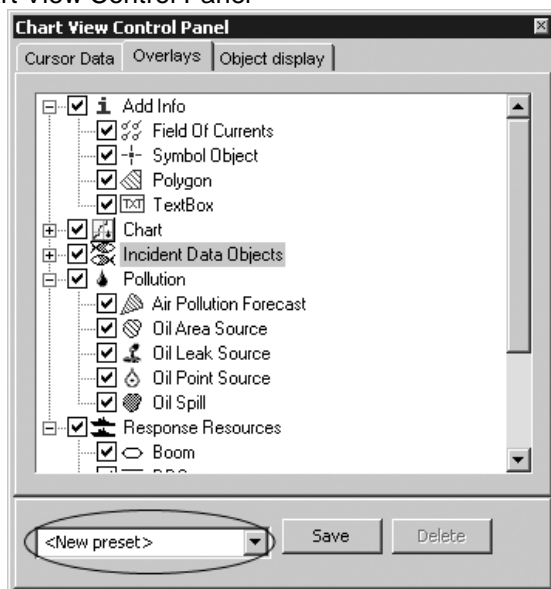 Chart View Control Panel
Cursor Data Overlays Object display
i Add Info
Field Of Currents
Symbol Object
Polygon
TXT TextBox
Chart
Incident Data Objects
Pollution
Air Pollution Forecast
Oil Area Source
Oil Leak Source
Oil Point Source
Oil Spill
Response Resources
Boom
<New preset> Save Delete